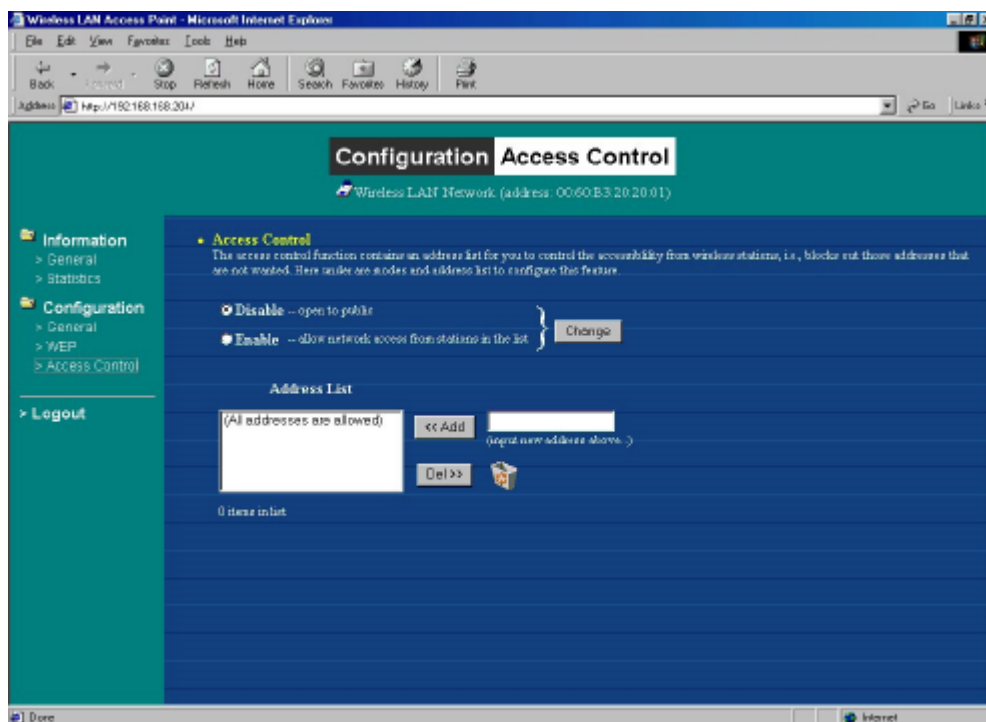 Wireless LAN Access Point - Microsoft Internet Explorer
File Edit View Favorites Tools Help
Back Forward Stop Refresh Home Search Favorites History Print
Address http://192.168.168.204/ Go Links
Configuration Access Control
Wireless LAN Network (address: 00:60:B3:20:20:01)
Information
> General
> Statistics
Configuration
> General
> WEP
> Access Control
> Logout
Access Control
The access control function contains an address list for you to control the accessibility from wireless stations, i.e., blocks out those addresses that
are not wanted. Here under are modes and address list to configure this feature.
Disable -- open to public
Enable -- allow network access from stations in the list
Change
Address List
(All addresses are allowed)
<< Add
(input new address above..)
Del >>
0 items in list
Done Internet